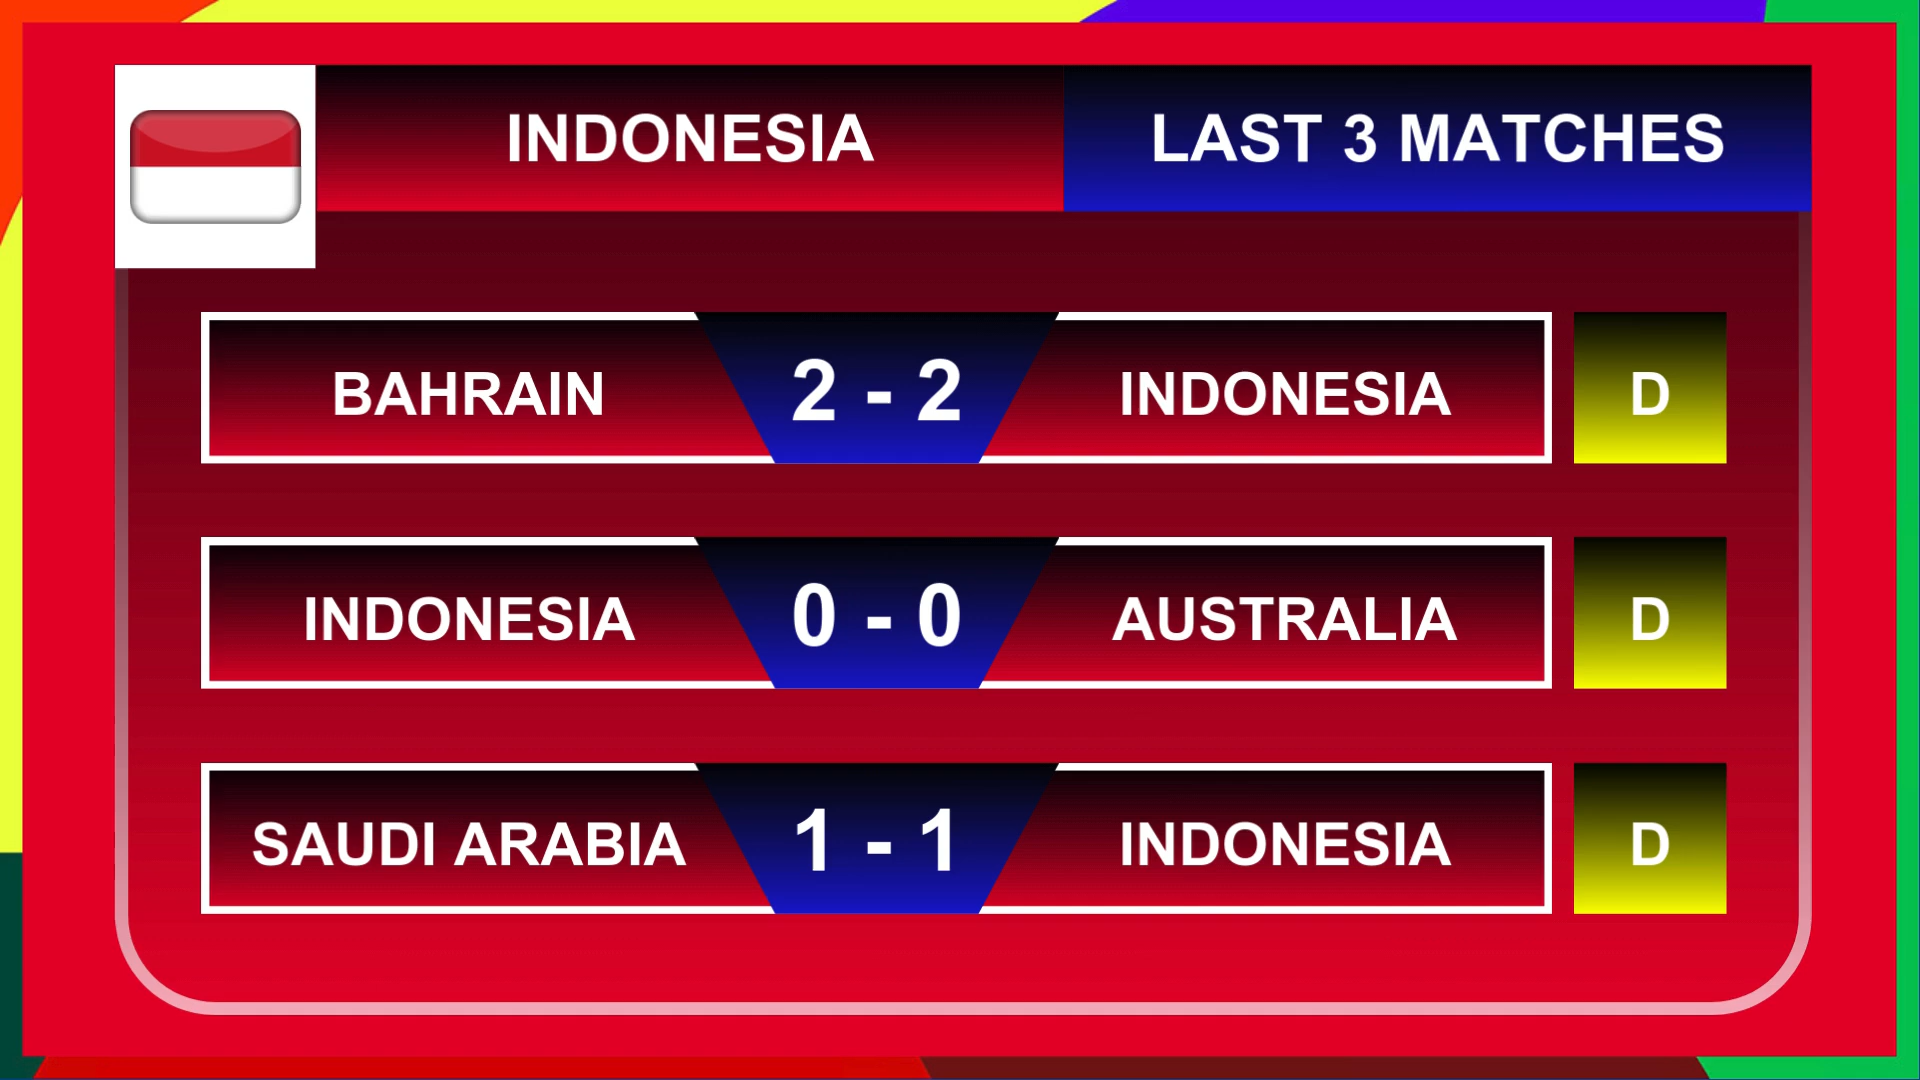 INDONESIA LAST 3 MATCHES
BAHRAIN 2 - 2 INDONESIA D
INDONESIA 0 - 0 AUSTRALIA D
SAUDI ARABIA 1 - 1 INDONESIA D